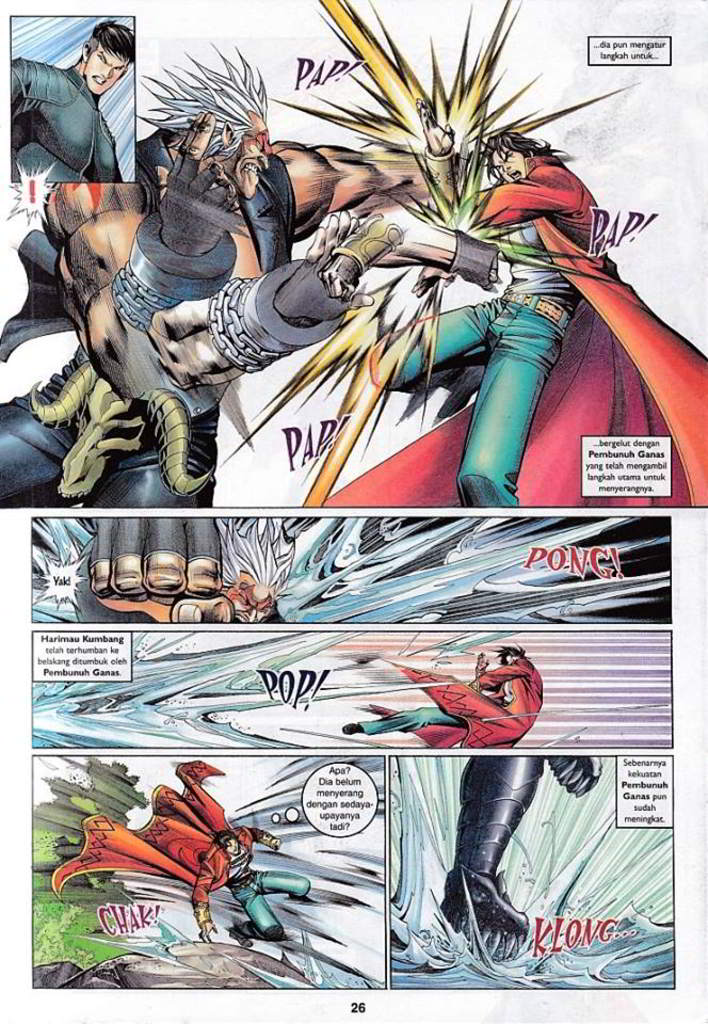 ...dia pun mengatur
langkah untuk...
PAP!
!
PAP!
PAP!
...bergelut dengan
Pembunuh Ganas
yang telah mengambil
langkah utama untuk
menyerangnya.
Yak!
PONG!
Harimau Kumbang
telah terhumban ke
belakang ditumbuk oleh
Pembunuh Ganas.
POP!
Apa?
Dia belum
menyerang
dengan sedaya-
upayanya
tadi?
CHAK!
Sebenarnya
kekuatan
Pembunuh
Ganas pun
sudah
meningkat.
KLONG...
26